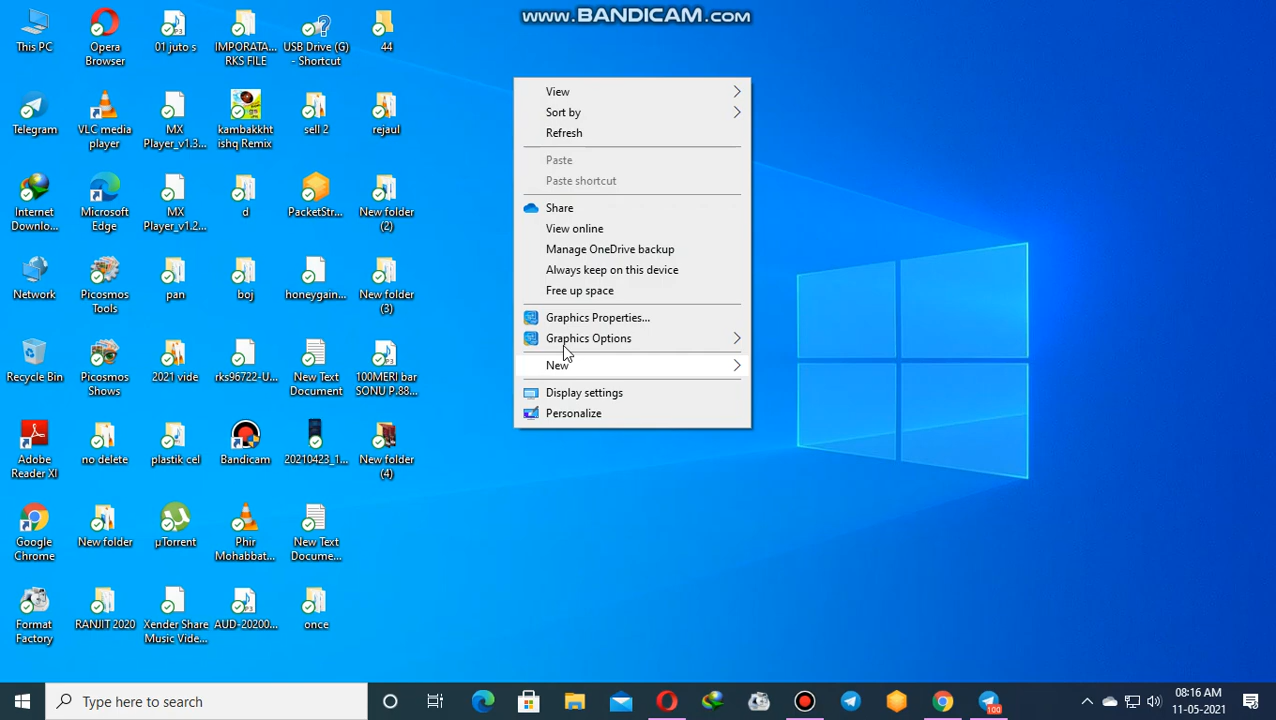 www.BANDICAM.com
This PC
Opera
Browser
01 juto s
IMPORATA...
RKS FILE
USB Drive (G)
- Shortcut
44
Telegram
VLC media
player
MX
Player_v1.3...
kambakkht
ishq Remix
sell 2
rejaul
Internet
Downlo...
Microsoft
Edge
MX
Player_v1.2...
d
PacketStr...
New folder
(2)
Network
Picosmos
Tools
pan
boj
honeygain...
New folder
(3)
Recycle Bin
Picosmos
Shows
2021 vide
rks96722-U...
New Text
Document
100MERI bar
SONU P.88...
Adobe
Reader XI
no delete
plastik cel
Bandicam
20210423_1...
New folder
(4)
Google
Chrome
New folder
µTorrent
Phir
Mohabbat...
New Text
Docume...
Format
Factory
RANJIT 2020
Xender Share
Music Vide...
AUD-20200...
once
View
Sort by
Refresh
Paste
Paste shortcut
Share
View online
Manage OneDrive backup
Always keep on this device
Free up space
Graphics Properties...
Graphics Options
New
Display settings
Personalize
Type here to search
100
08:16 AM
11-05-2021